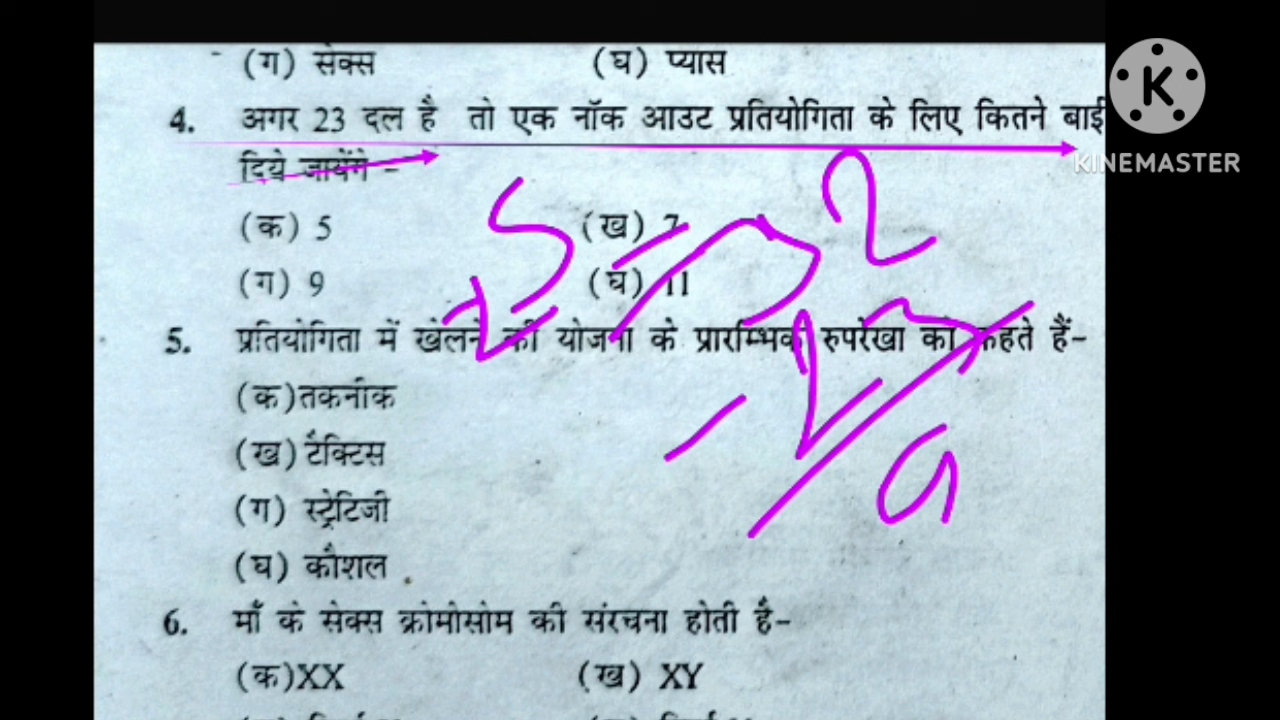 (ग) सेक्स (घ) प्यास
4. अगर 23 दल है तो एक नॉक आउट प्रतियोगिता के लिए कितने बाई
दिये जायेंगे -
(क) 5 (ख) 7
(ग) 9 (घ) 11
5. प्रतियोगिता में खेलने की योजना के प्रारम्भिक रुपरेखा को कहते हैं-
(क)तकनीक
(ख)टैक्टिस
(ग) स्ट्रेटिजी
(घ) कौशल
6. माँ के सेक्स क्रोमोसोम की संरचना होती है-
(क)XX (ख) XY
K
KINEMASTER